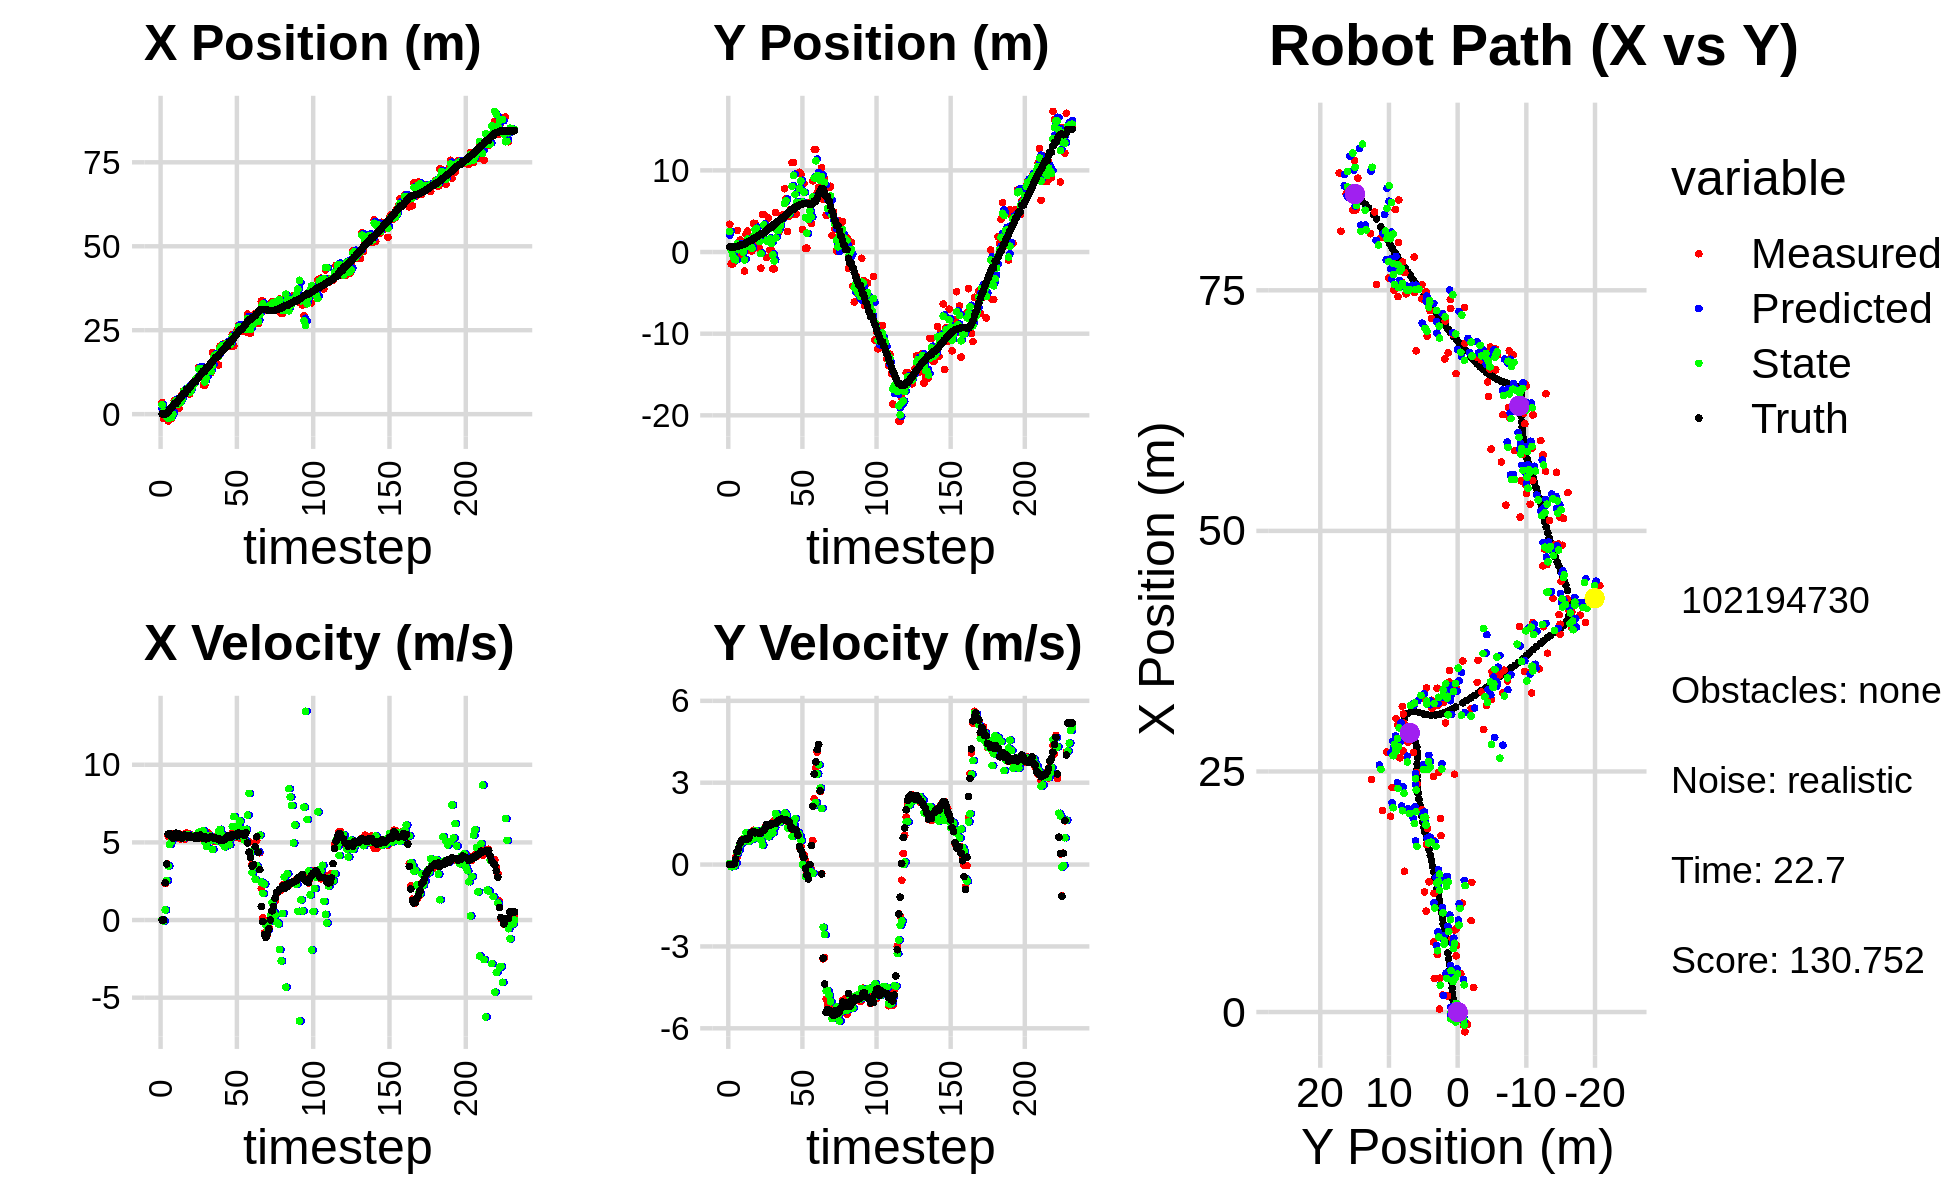 X Position (m)
75
50
25
0
0
50
100
150
200
timestep
Y Position (m)
10
0
-10
-20
0
50
100
150
200
timestep
X Velocity (m/s)
10
5
0
-5
0
50
100
150
200
timestep
Y Velocity (m/s)
6
3
0
-3
-6
0
50
100
150
200
timestep
Robot Path (X vs Y)
X Position (m)
75
50
25
0
20 10 0 -10 -20
Y Position (m)
variable
Measured
Predicted
State
Truth
102194730
Obstacles: none
Noise: realistic
Time: 22.7
Score: 130.752